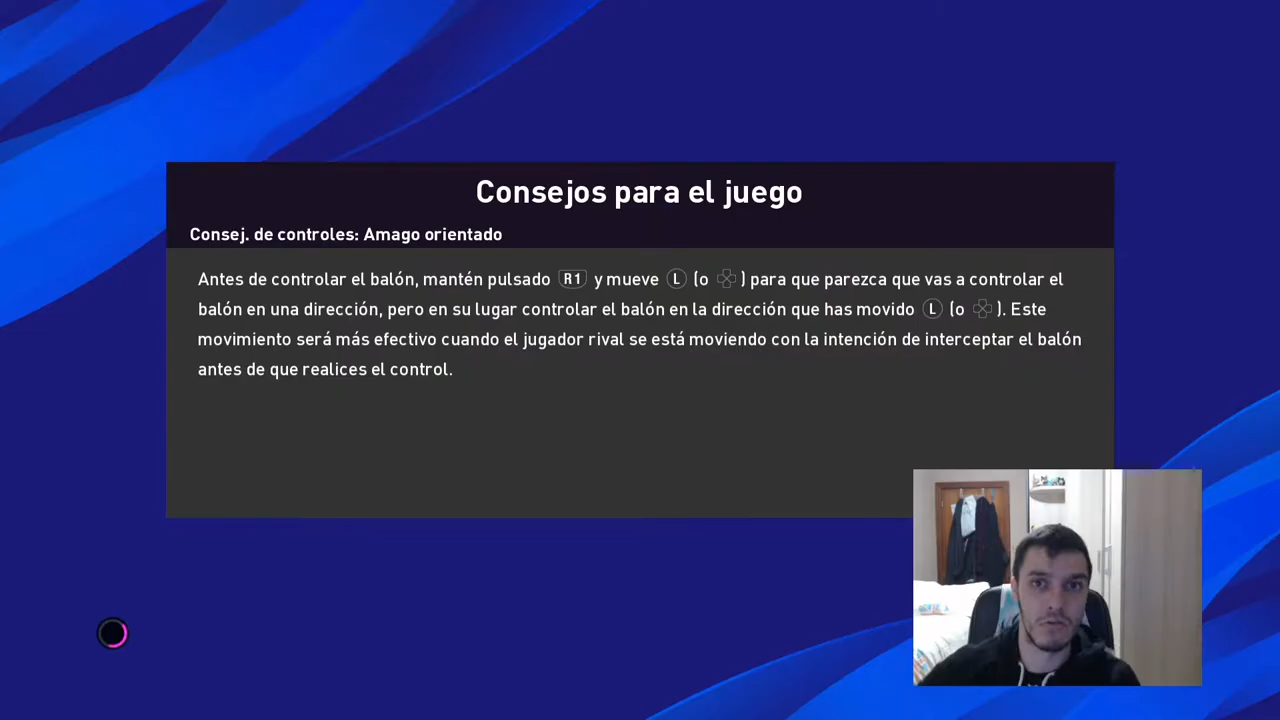 Consejos para el juego
Consej. de controles: Amago orientado
Antes de controlar el balón, mantén pulsado R1 y mueve L (o ) para que parezca que vas a controlar el
balón en una dirección, pero en su lugar controlar el balón en la dirección que has movido L (o ). Este
movimiento será más efectivo cuando el jugador rival se está moviendo con la intención de interceptar el balón
antes de que realices el control.